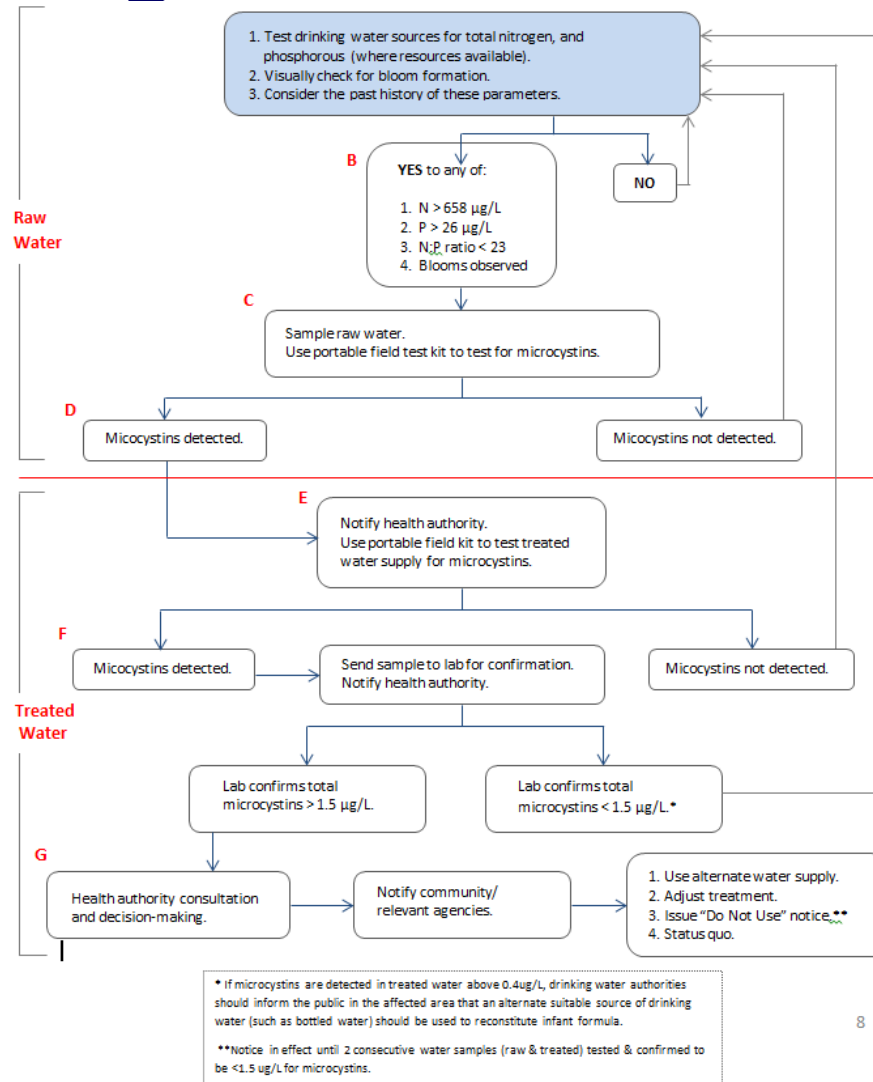 1. Test drinking water sources for total nitrogen, and
phosphorous (where resources available).
2. Visually check for bloom formation.
3. Consider the past history of these parameters.
B
YES to any of:
NO
1. N > 658 µg/L
2. P > 26 µg/L
3. N:P ratio < 23
4. Blooms observed
Raw
Water
C
Sample raw water.
Use portable field test kit to test for microcystins.
D
Micocystins detected.
Micocystins not detected.
E
Notify health authority.
Use portable field kit to test treated
water supply for microcystins.
F
Micocystins detected.
Send sample to lab for confirmation.
Notify health authority.
Micocystins not detected.
Treated
Water
Lab confirms total
microcystins > 1.5 µg/L.
Lab confirms total
microcystins < 1.5 µg/L.*
G
Health authority consultation
and decision-making.
Notify community/
relevant agencies.
1. Use alternate water supply.
2. Adjust treatment.
3. Issue “Do Not Use” notice.**
4. Status quo.
* If microcystins are detected in treated water above 0.4ug/L, drinking water authorities
should inform the public in the affected area that an alternate suitable source of drinking
water (such as bottled water) should be used to reconstitute infant formula.
**Notice in effect until 2 consecutive water samples (raw & treated) tested & confirmed to
be <1.5 ug/L for microcystins.
8